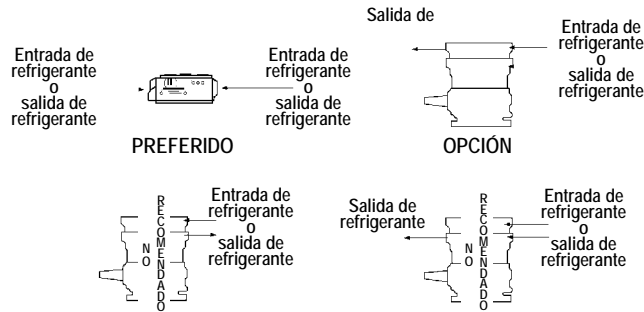 Entrada de
refrigerante
o
salida de
refrigerante
Entrada de
refrigerante
o
salida de
refrigerante
PREFERIDO
Salida de
Entrada de
refrigerante
o
salida de
refrigerante
OPCIÓN
NO
RECOMENDADO
Entrada de
refrigerante
o
salida de
refrigerante
Salida de
refrigerante
NO
RECOMENDADO
Entrada de
refrigerante
o
salida de
refrigerante